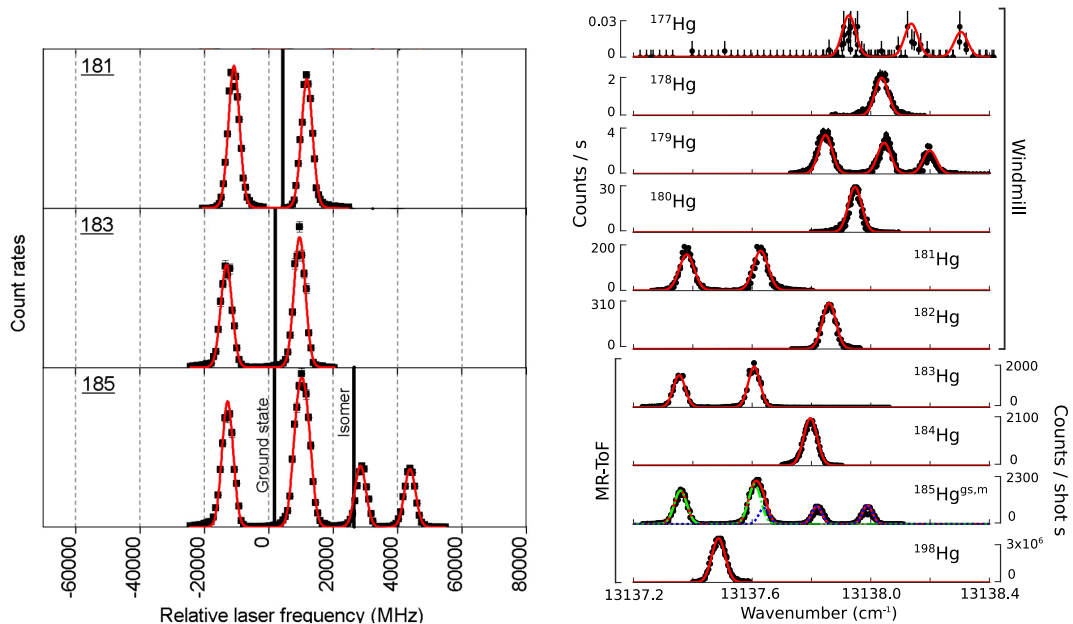 181
183
185
Ground state
Isomer
Count rates
-60000
-40000
-20000
0
20000
40000
60000
80000
Relative laser frequency (MHz)
0.03
0
¹⁷⁷Hg
2
0
¹⁷⁸Hg
4
0
¹⁷⁹Hg
30
0
¹⁸⁰Hg
200
0
¹⁸¹Hg
310
0
¹⁸²Hg
Counts / s
Windmill
¹⁸³Hg
2000
0
¹⁸⁴Hg
2100
0
¹⁸⁵Hgᵍˢ,ᵐ
2300
0
¹⁹⁸Hg
3×10⁶
0
MR-ToF
Counts / shot s
13137.2
13137.6
13138.0
13138.4
Wavenumber (cm⁻¹)